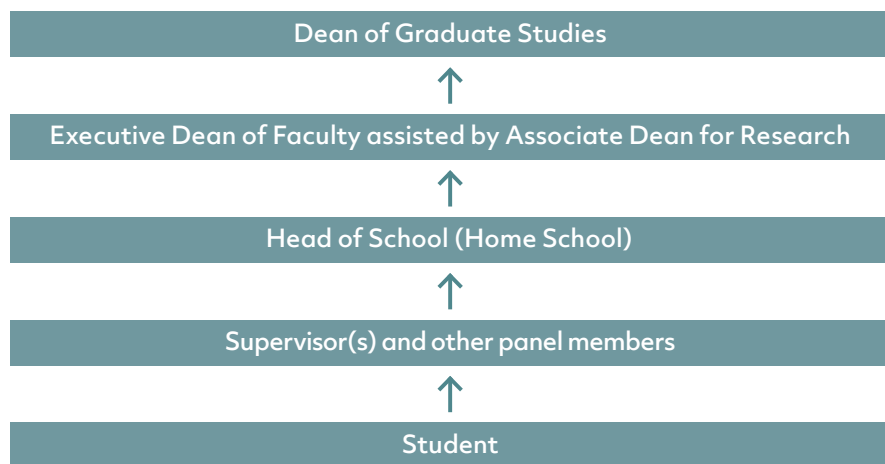 Dean of Graduate Studies
Executive Dean of Faculty assisted by Associate Dean for Research
Head of School (Home School)
Supervisor(s) and other panel members
Student